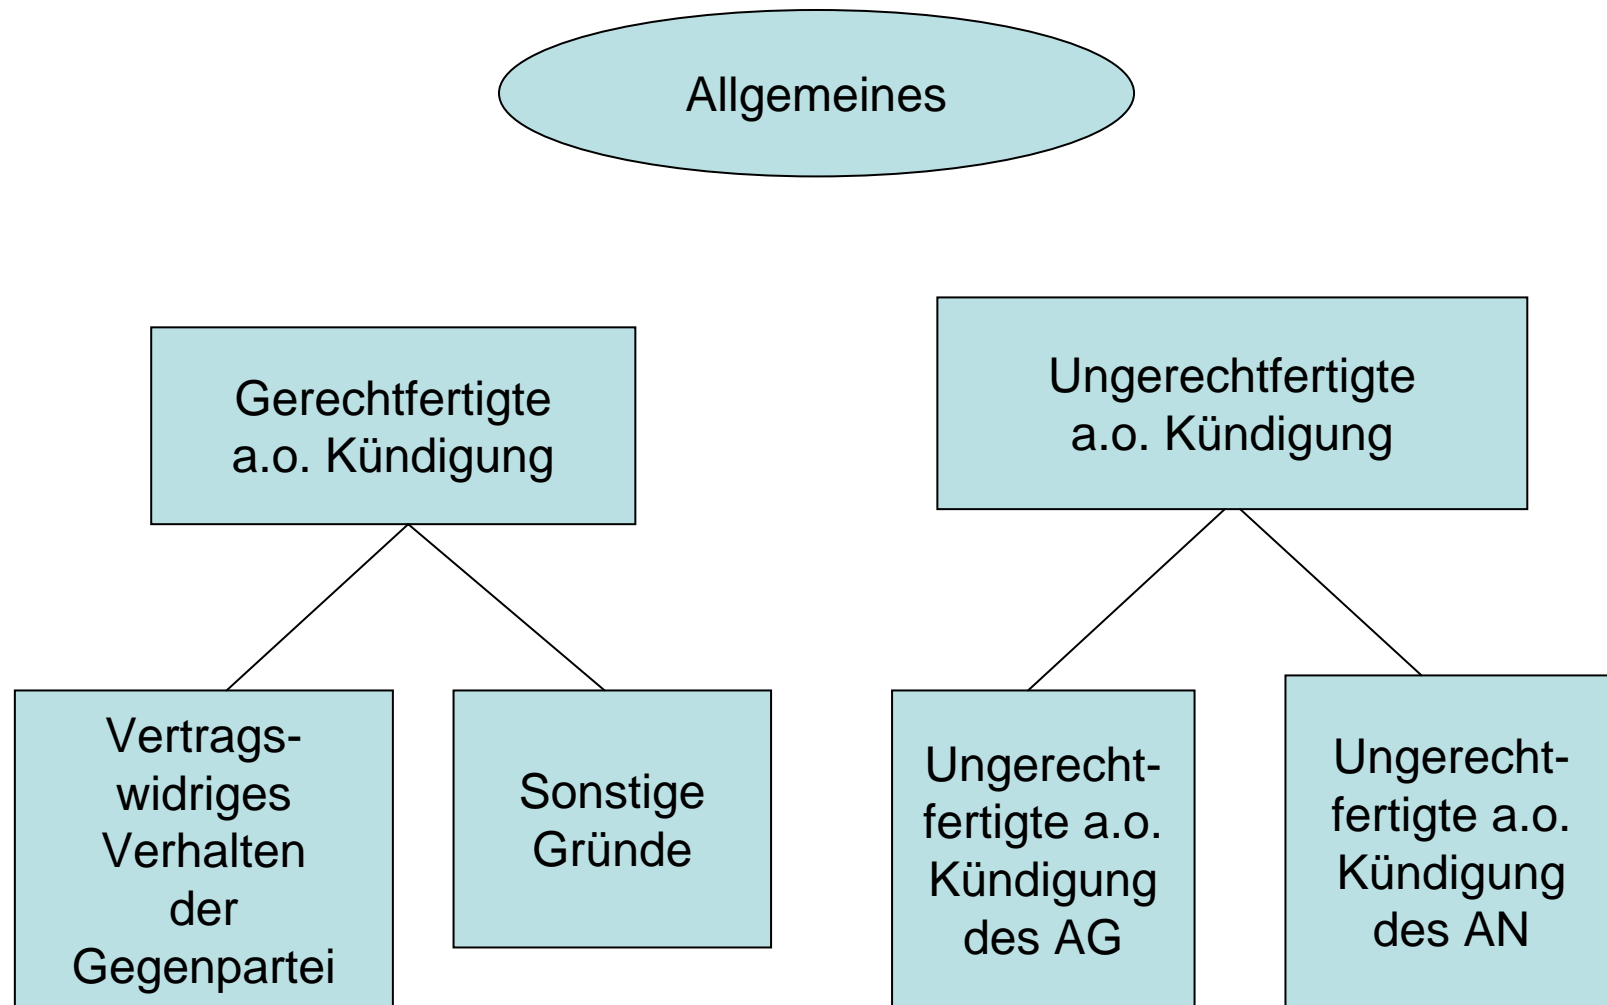 Allgemeines
Gerechtfertigte
a.o. Kündigung
Ungerechtfertigte
a.o. Kündigung
Vertrags-
widriges
Verhalten
der
Gegenpartei
Sonstige
Gründe
Ungerecht-
fertigte a.o.
Kündigung
des AG
Ungerecht-
fertigte a.o.
Kündigung
des AN